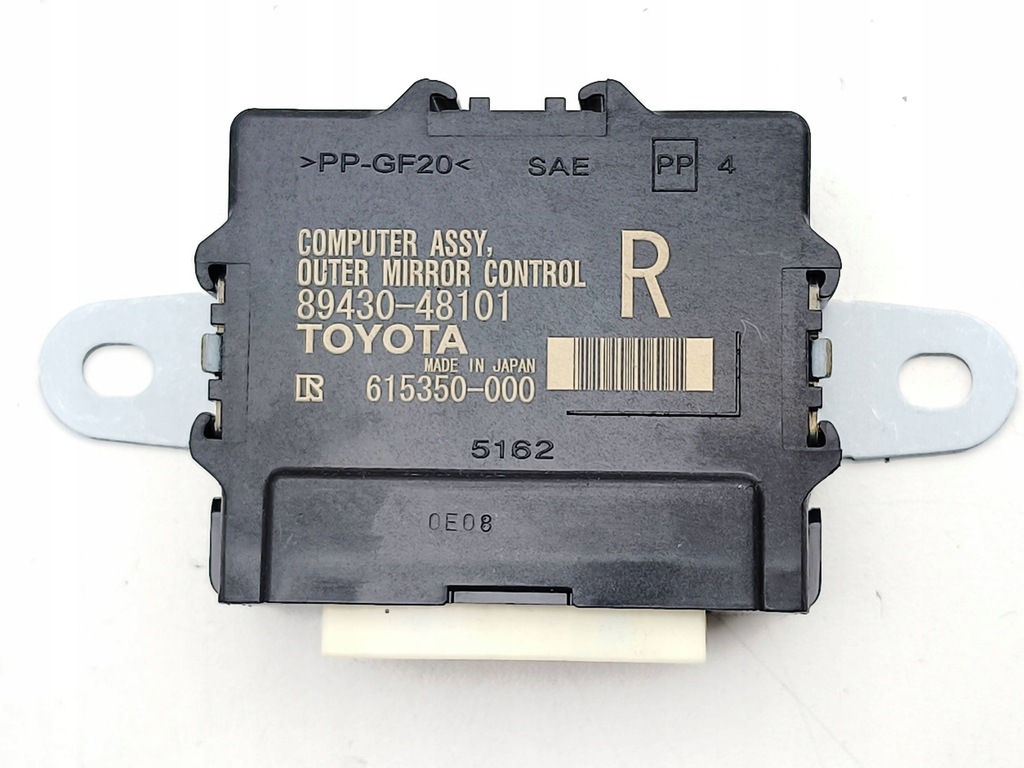 >PP-GF20< SAE PP 4
COMPUTER ASSY,
OUTER MIRROR CONTROL
R
89430-48101
TOYOTA
MADE IN JAPAN
615350-000
5162
0E08